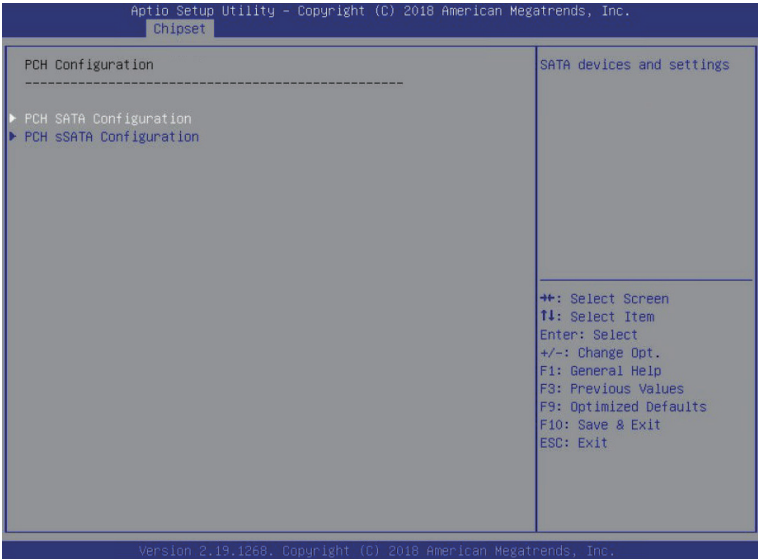 Aptio Setup Utility – Copyright (C) 2018 American Megatrends, Inc.
Chipset
PCH Configuration
--------------------------------------------------
▶ PCH SATA Configuration
▶ PCH sSATA Configuration
SATA devices and settings
→←: Select Screen
↑↓: Select Item
Enter: Select
+/-: Change Opt.
F1: General Help
F3: Previous Values
F9: Optimized Defaults
F10: Save & Exit
ESC: Exit
Version 2.19.1268. Copyright (C) 2018 American Megatrends, Inc.